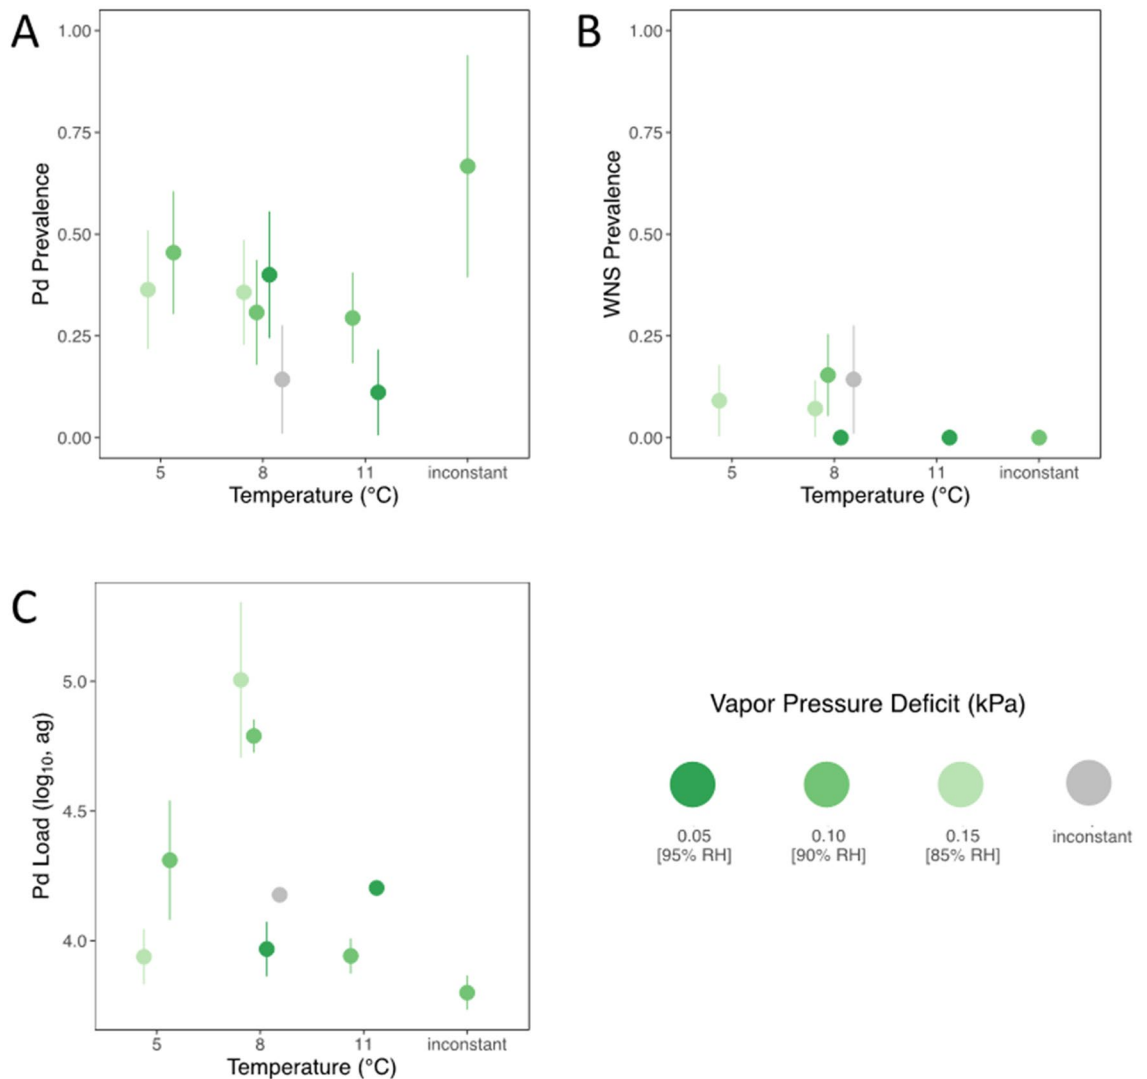 A
1.00
0.75
0.50
0.25
0.00
Pd Prevalence
5 8 11 inconstant
Temperature (°C)
B
1.00
0.75
0.50
0.25
0.00
WNS Prevalence
5 8 11 inconstant
Temperature (°C)
C
5.0
4.5
4.0
Pd Load (log₁₀, ag)
5 8 11 inconstant
Temperature (°C)
Vapor Pressure Deficit (kPa)
0.05 0.10 0.15 inconstant
[95% RH] [90% RH] [85% RH]